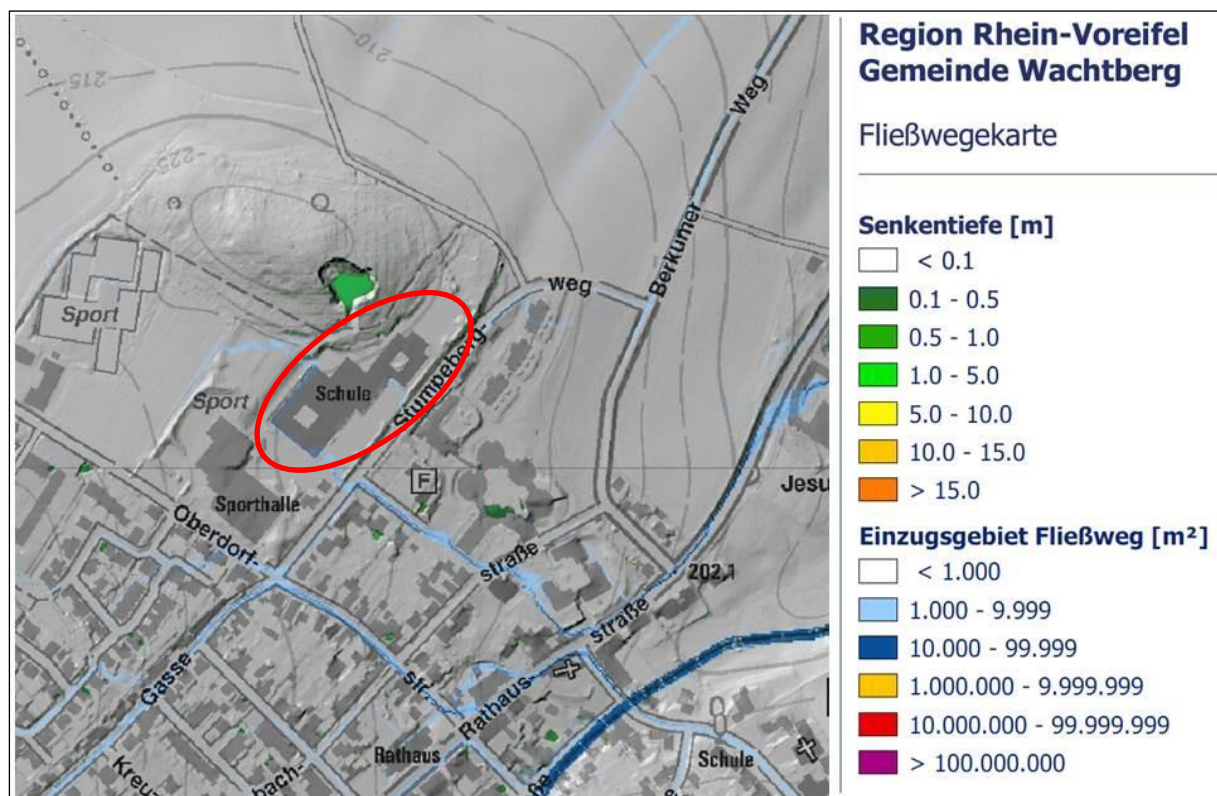 Region Rhein-Voreifel
Gemeinde Wachtberg
Fließwegekarte
Senkentiefe [m]
< 0.1
0.1 - 0.5
0.5 - 1.0
1.0 - 5.0
5.0 - 10.0
10.0 - 15.0
> 15.0
Einzugsgebiet Fließweg [m²]
< 1.000
1.000 - 9.999
10.000 - 99.999
1.000.000 - 9.999.999
10.000.000 - 99.999.999
> 100.000.000
215
210
225
Weg
Berkumer
weg
Stumpeberg-
Sport
Schule
Sport
F
Sporthalle
Jesu
Oberdorf-
straße
202,1
straße
Gasse
str.
Rathaus-
Rathaus
Schule
Kreuz
bach-
ße